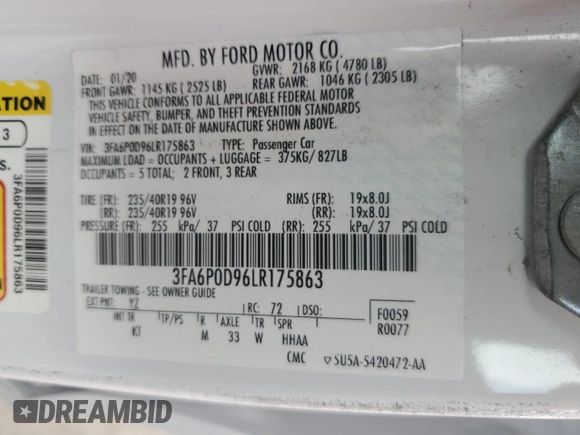 MFD. BY FORD MOTOR CO.
01/20
GVWR: 2168 KG ( 4780 LB)
FRONT GAWR: 1145 KG ( 2525 LB)
REAR GAWR: 1046 KG ( 2305 LB)
THIS VEHICLE CONFORMS TO ALL APPLICABLE FEDERAL MOTOR
VEHICLE SAFETY, BUMPER, AND THEFT PREVENTION STANDARDS
IN EFFECT ON THE DATE OF MANUFACTURE SHOWN ABOVE.
VIN: 3FA6P0D96LR175863 TYPE: Passenger Car
MAXIMUM LOAD = OCCUPANTS + LUGGAGE = 375KG/ 827LB
OCCUPANTS = 5 TOTAL; 2 FRONT, 3 REAR
TIRE (FR): 235/40R19 96V RIMS (FR): 19x8.0J
(RR): 235/40R19 96V (RR): 19x8.0J
PRESSURE (FR): 255 kPa/ 37 PSI COLD (RR): 255 kPa/ 37 PSI COLD
3FA6P0D96LR175863
TRAILER TOWING - SEE OWNER GUIDE
EXT PNT: YZ RC: 72 DSO:
F0059
R0077
INT TR TP/PS R AXLE TR SPR
KT M 33 W HHAA
CMC
5U5A-5420472-AA
ATION
3
S.
3FA6P0D96LR175863
DREAMBID